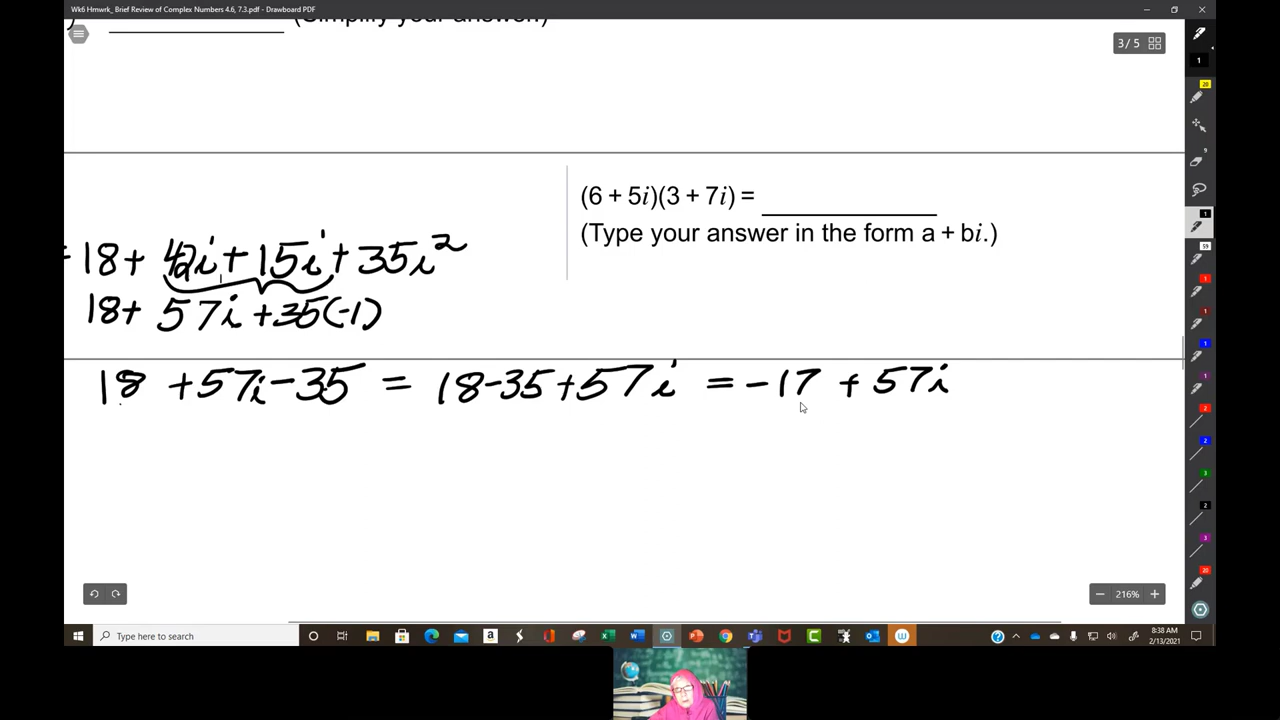 Wk6 Hmwrk_ Brief Review of Complex Numbers 4.6, 7.3.pdf - Drawboard PDF
(Simplify your answer)
3 / 5
(6 + 5i)(3 + 7i) =
(Type your answer in the form a + bi.)
= 18 + 42i + 15i + 35i²
18 + 57i + 35(-1)
18 + 57i - 35 = 18 - 35 + 57i = -17 + 57i
216%
Type here to search
8:38 AM
2/13/2021